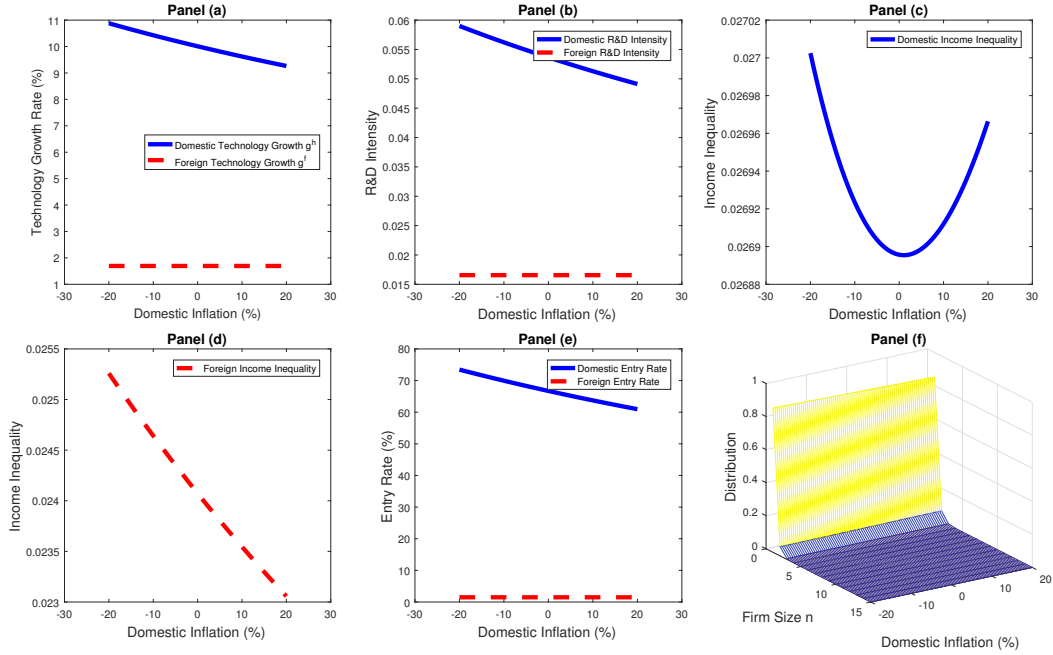 Panel (a)
11
10
9
8
7
6
5
4
3
2
1
Technology Growth Rate (%)
Domestic Technology Growth g^h
Foreign Technology Growth g^f
-30 -20 -10 0 10 20 30
Domestic Inflation (%)
Panel (b)
0.06
0.055
0.05
0.045
0.04
0.035
0.03
0.025
0.02
0.015
R&D Intensity
Domestic R&D Intensity
Foreign R&D Intensity
-30 -20 -10 0 10 20 30
Domestic Inflation (%)
Panel (c)
0.02702
0.027
0.02698
0.02696
0.02694
0.02692
0.0269
0.02688
Income Inequality
Domestic Income Inequality
-30 -20 -10 0 10 20 30
Domestic Inflation (%)
Panel (d)
0.0255
0.025
0.0245
0.024
0.0235
0.023
Income Inequality
Foreign Income Inequality
-30 -20 -10 0 10 20 30
Domestic Inflation (%)
Panel (e)
80
70
60
50
40
30
20
10
0
Entry Rate (%)
Domestic Entry Rate
Foreign Entry Rate
-30 -20 -10 0 10 20 30
Domestic Inflation (%)
Panel (f)
1
0.8
0.6
0.4
0.2
0
Distribution
0
5
10
15
Firm Size n
-20
-10
0
10
20
Domestic Inflation (%)